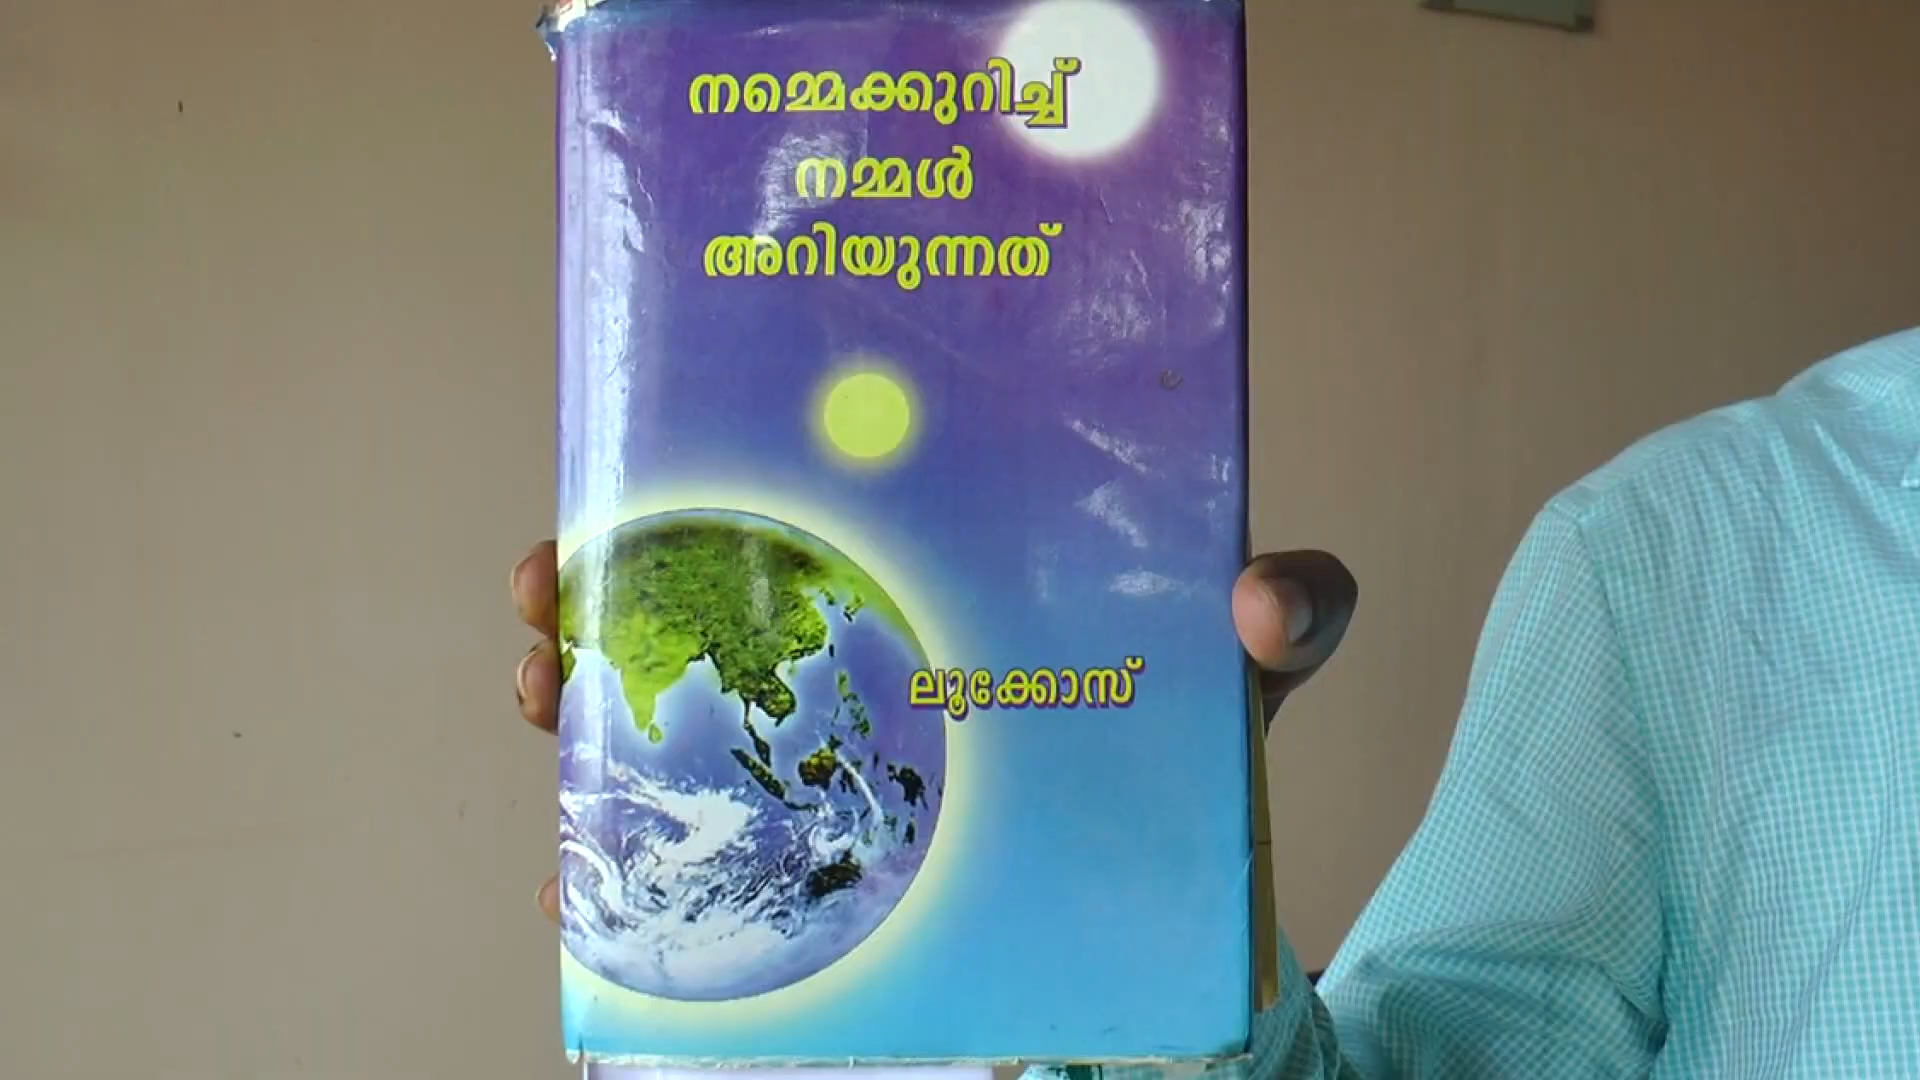 നമ്മെക്കുറിച്ച്
നമ്മൾ
അറിയുന്നത്
ലൂക്കോസ്